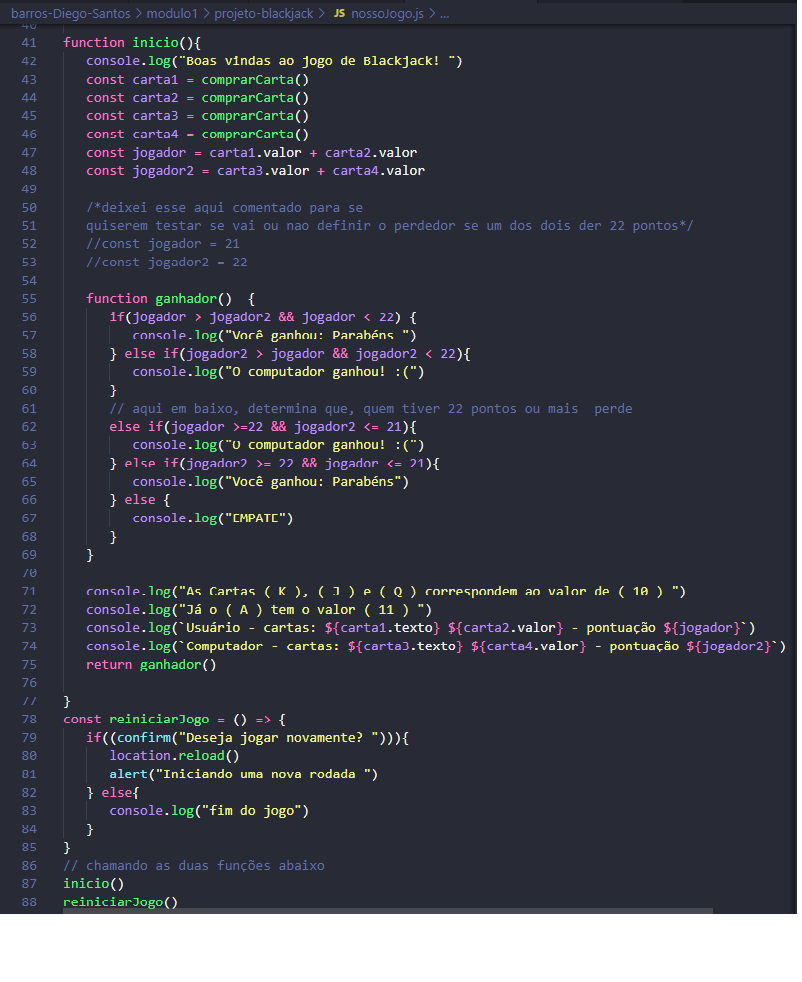 barros-Diego-Santos > modulo1 > projeto-blackjack > JS nossoJogo.js > ...
40
41 function inicio(){
42 console.log("Boas vindas ao jogo de Blackjack! ")
43 const carta1 = comprarCarta()
44 const carta2 = comprarCarta()
45 const carta3 = comprarCarta()
46 const carta4 = comprarCarta()
47 const jogador = carta1.valor + carta2.valor
48 const jogador2 = carta3.valor + carta4.valor
49
50 /*deixei esse aqui comentado para se
51 quiserem testar se vai ou nao definir o perdedor se um dos dois der 22 pontos*/
52 //const jogador = 21
53 //const jogador2 = 22
54
55 function ganhador() {
56 if(jogador > jogador2 && jogador < 22) {
57 console.log("Você ganhou: Parabéns ")
58 } else if(jogador2 > jogador && jogador2 < 22){
59 console.log("O computador ganhou! :(")
60 }
61 // aqui em baixo, determina que, quem tiver 22 pontos ou mais perde
62 else if(jogador >=22 && jogador2 <= 21){
63 console.log("O computador ganhou! :(")
64 } else if(jogador2 >= 22 && jogador <= 21){
65 console.log("Você ganhou: Parabéns")
66 } else {
67 console.log("EMPATE")
68 }
69 }
70
71 console.log("As Cartas ( K ), ( J ) e ( Q ) correspondem ao valor de ( 10 ) ")
72 console.log("Já o ( A ) tem o valor ( 11 ) ")
73 console.log(`Usuário - cartas: ${carta1.texto} ${carta2.valor} - pontuação ${jogador}`)
74 console.log(`Computador - cartas: ${carta3.texto} ${carta4.valor} - pontuação ${jogador2}`)
75 return ganhador()
76
77 }
78 const reiniciarJogo = () => {
79 if((confirm("Deseja jogar novamente? "))){
80 location.reload()
81 alert("Iniciando uma nova rodada ")
82 } else{
83 console.log("fim do jogo")
84 }
85 }
86 // chamando as duas funções abaixo
87 inicio()
88 reiniciarJogo()